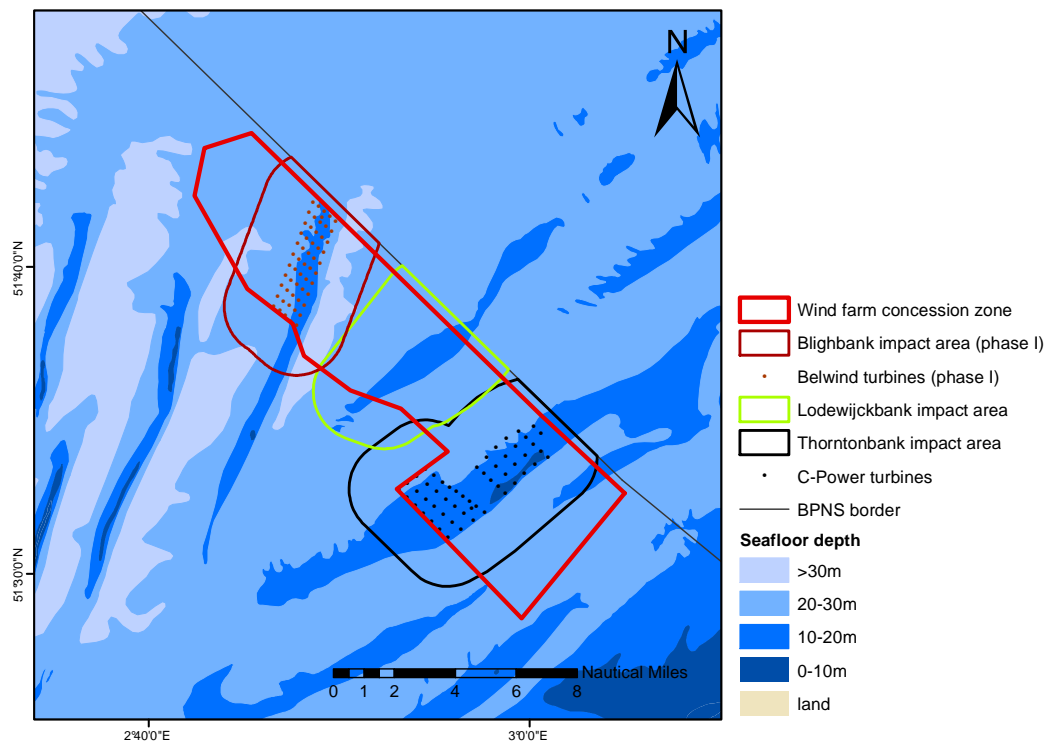 N
51°40'0"N
51°30'0"N
Wind farm concession zone
Blighbank impact area (phase I)
Belwind turbines (phase I)
Lodewijckbank impact area
Thorntonbank impact area
C-Power turbines
BPNS border
Seafloor depth
>30m
20-30m
10-20m
0-10m
land
Nautical Miles
0 1 2 4 6 8
2°40'0"E 3°0'0"E